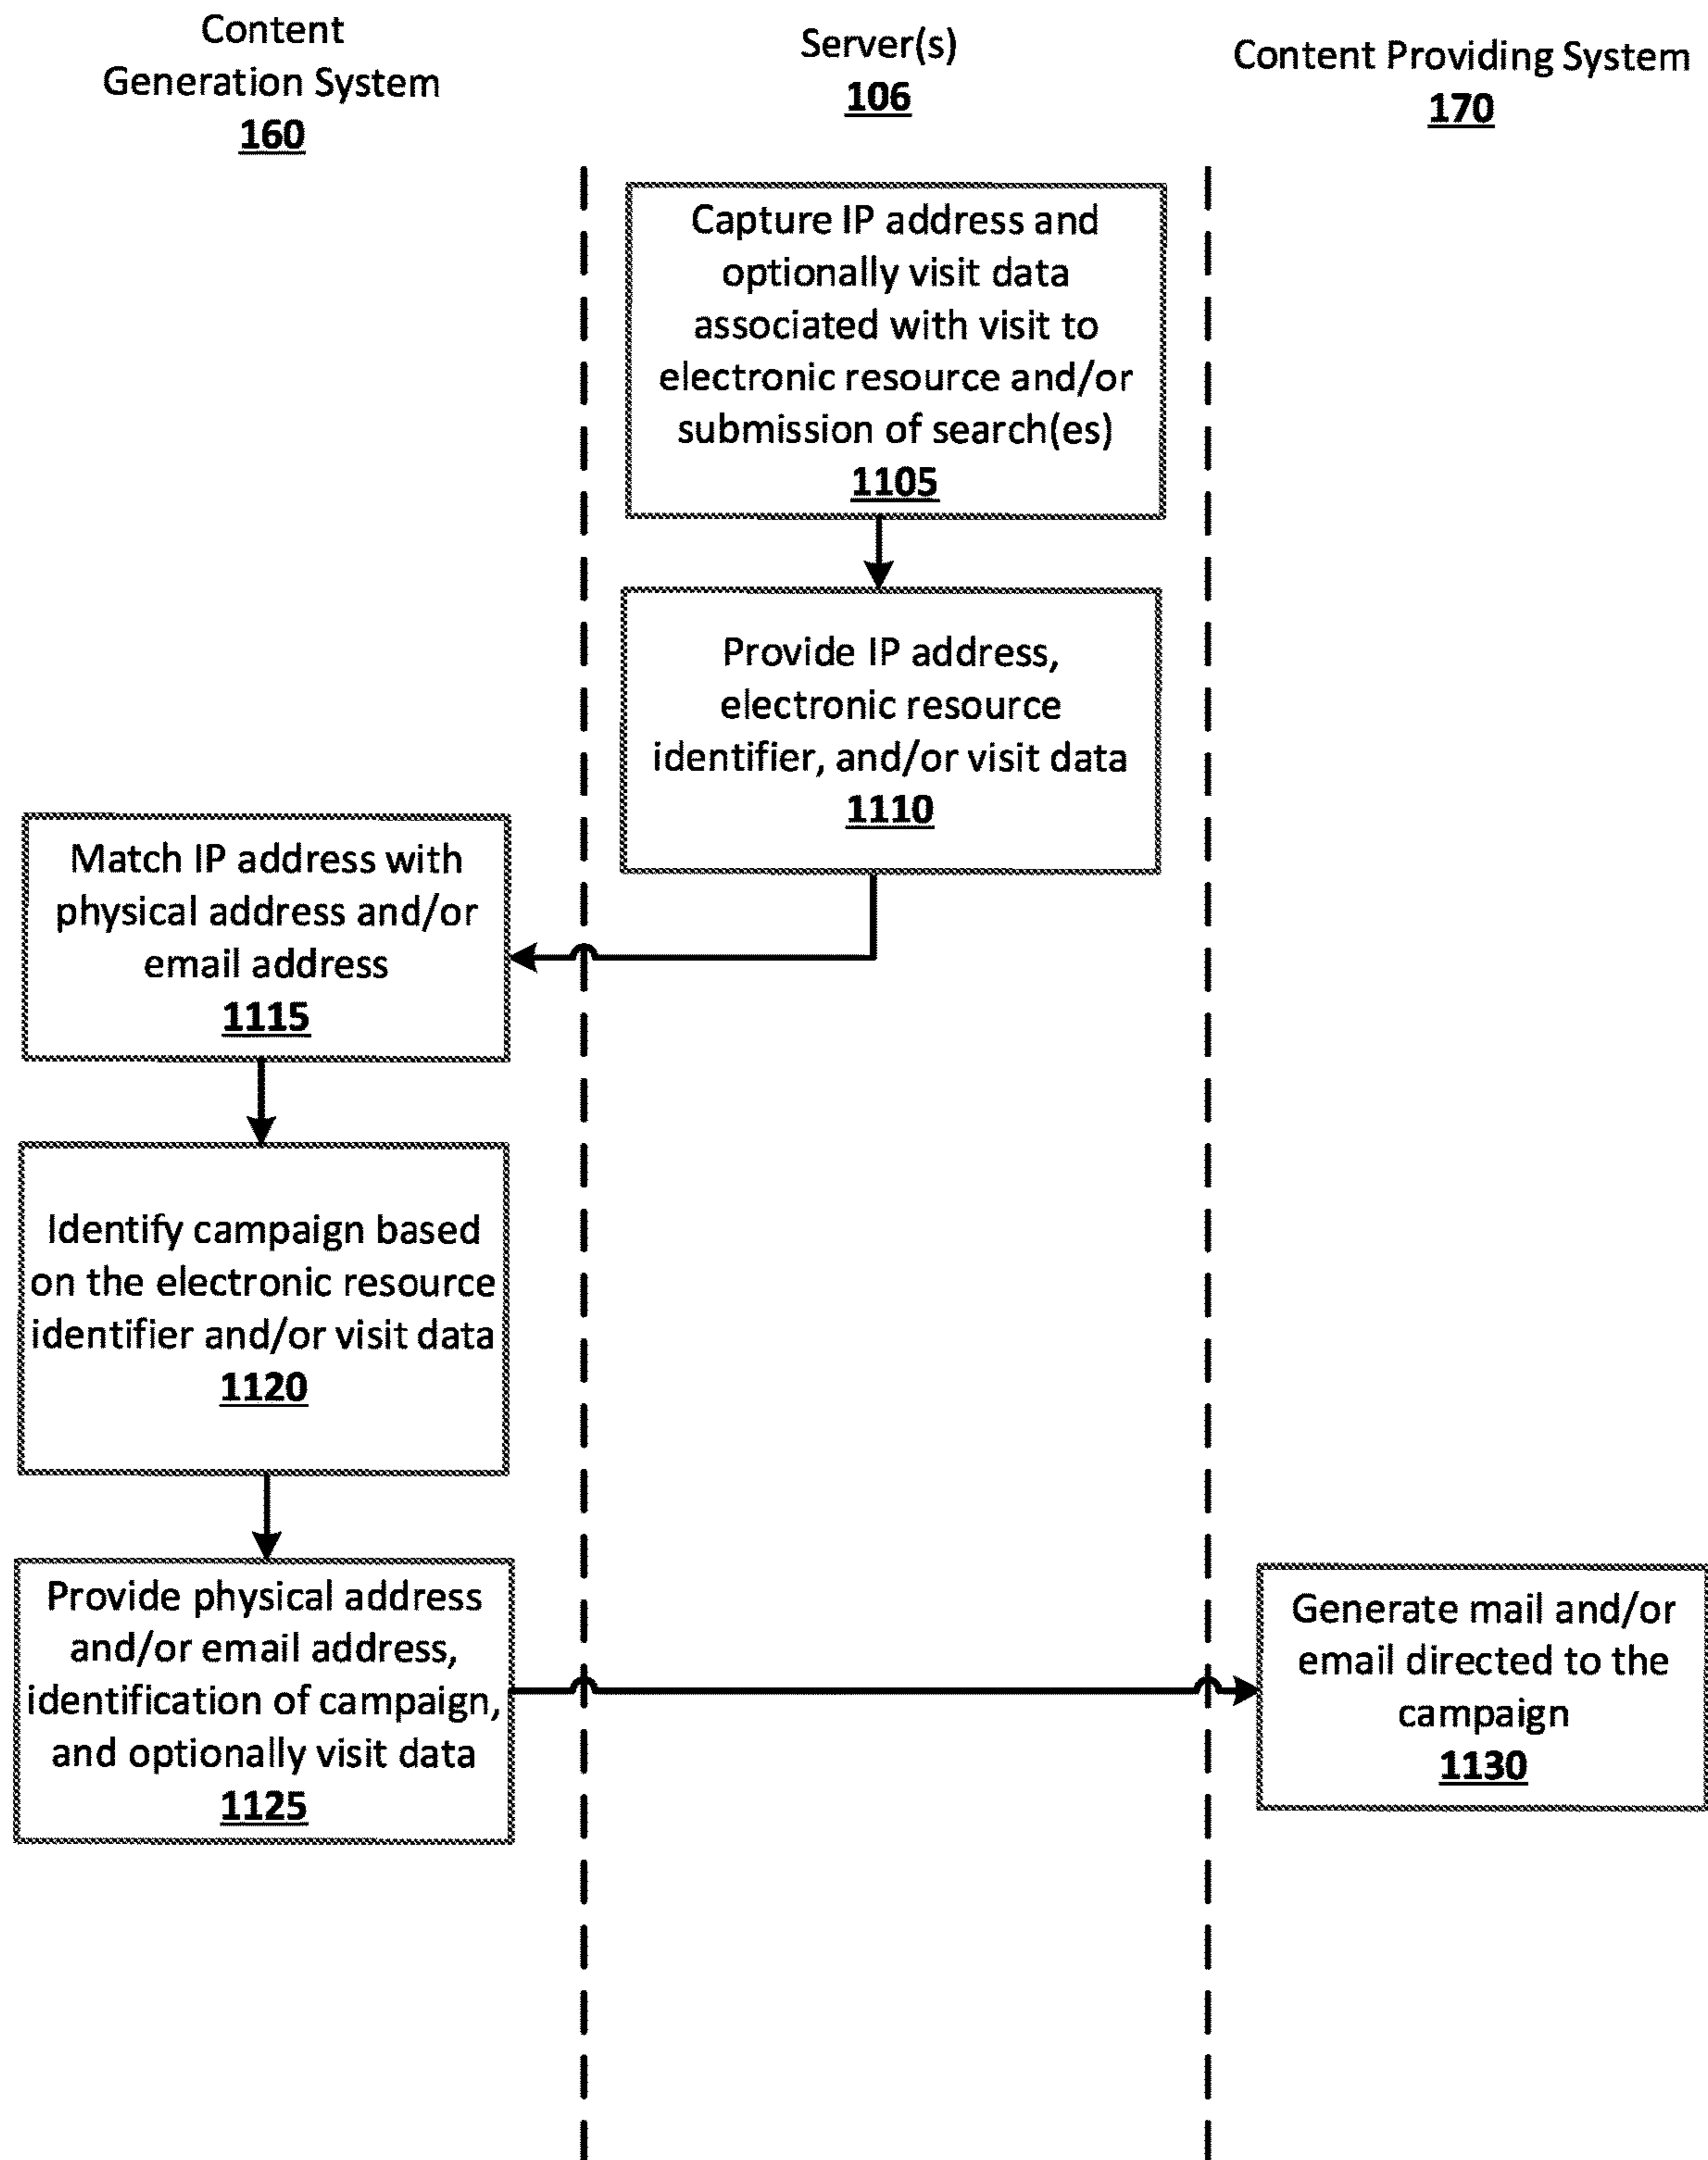 Content
Generation System
160
Server(s)
106
Content Providing System
170
Capture IP address and
optionally visit data
associated with visit to
electronic resource and/or
submission of search(es)
1105
Provide IP address,
electronic resource
identifier, and/or visit data
1110
Match IP address with
physical address and/or
email address
1115
Identify campaign based
on the electronic resource
identifier and/or visit data
1120
Provide physical address
and/or email address,
identification of campaign,
and optionally visit data
1125
Generate mail and/or
email directed to the
campaign
1130